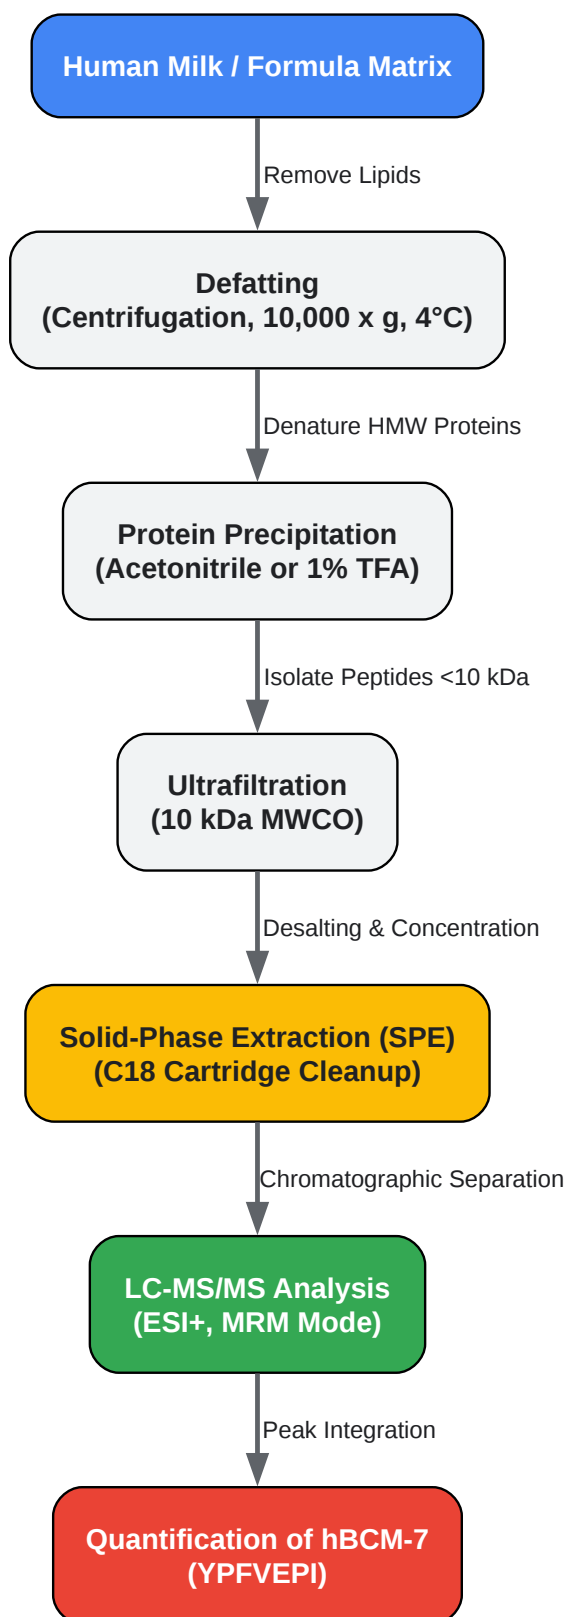 Human Milk / Formula Matrix
Remove Lipids
Defatting
(Centrifugation, 10,000 x g, 4°C)
Denature HMW Proteins
Protein Precipitation
(Acetonitrile or 1% TFA)
Isolate Peptides <10 kDa
Ultrafiltration
(10 kDa MWCO)
Desalting & Concentration
Solid-Phase Extraction (SPE)
(C18 Cartridge Cleanup)
Chromatographic Separation
LC-MS/MS Analysis
(ESI+, MRM Mode)
Peak Integration
Quantification of hBCM-7
(YPFVEPI)